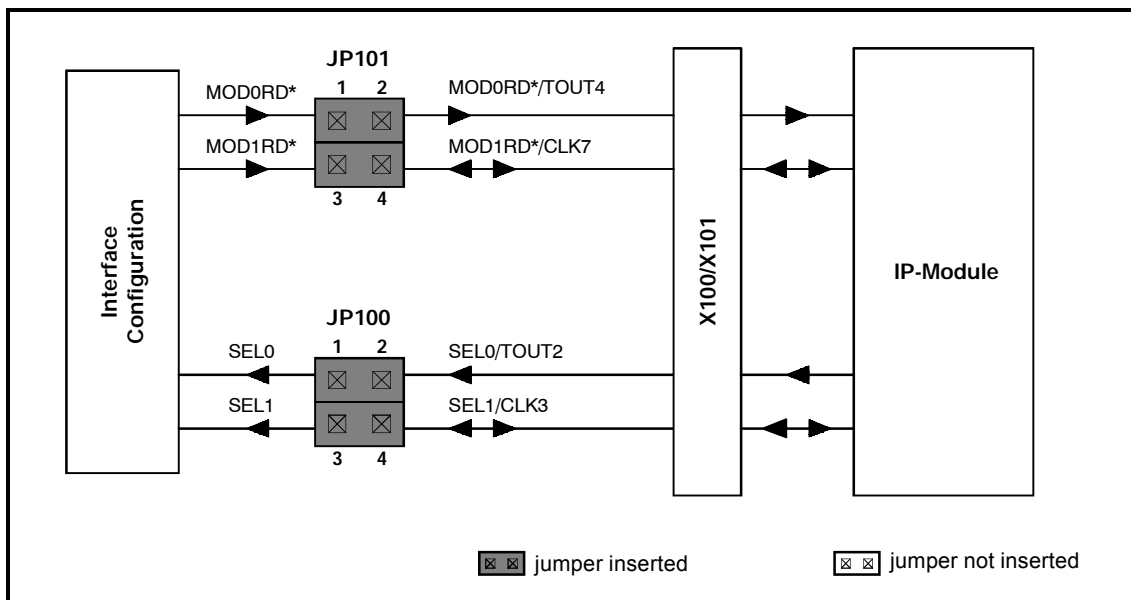 JP101
1 2
MOD0RD*
MOD0RD*/TOUT4
MOD1RD*
MOD1RD*/CLK7
3 4
Interface
Configuration
X100/X101
IP-Module
JP100
1 2
SEL0
SEL0/TOUT2
SEL1
SEL1/CLK3
3 4
jumper inserted
jumper not inserted